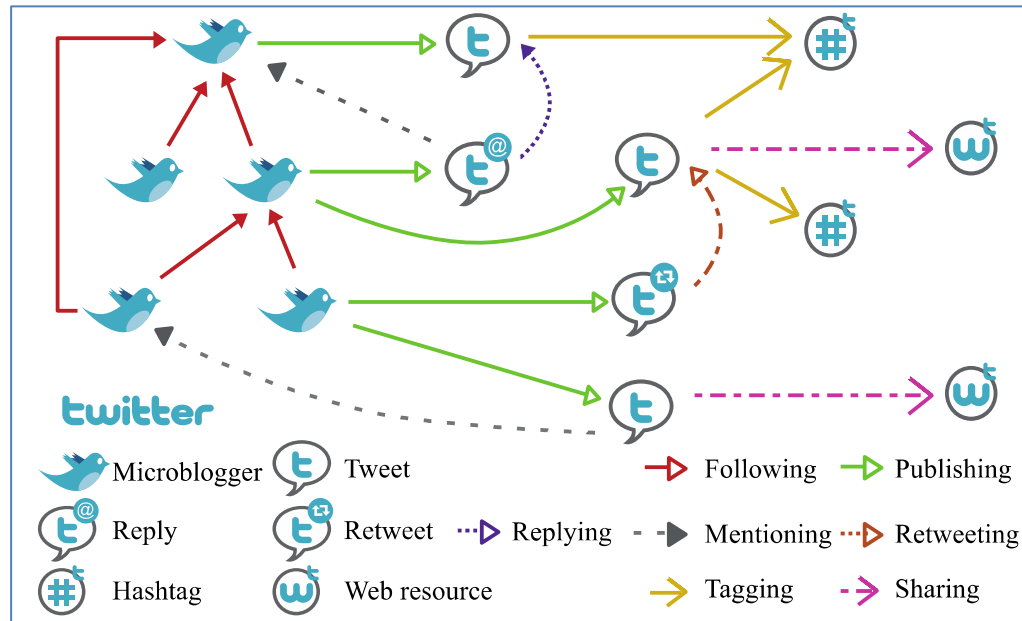 twitter
Microblogger
Tweet
Following
Publishing
Reply
Retweet
Replying
Mentioning
Retweeting
Hashtag
Web resource
Tagging
Sharing